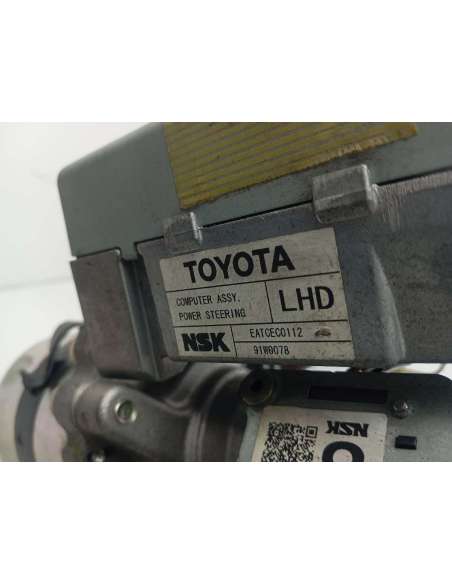 TOYOTA
COMPUTER ASSY.
POWER STEERING
LHD
NSK
EATCEC0112
91W0078
NSK